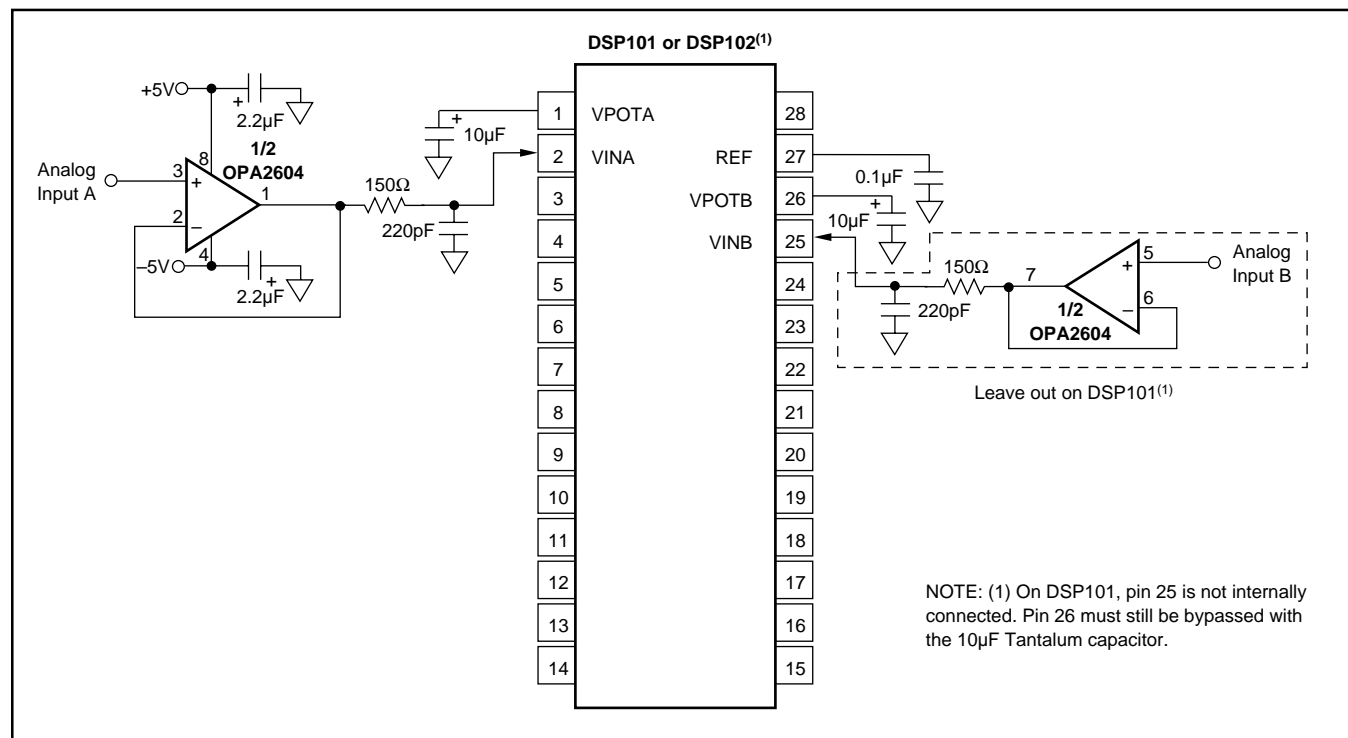 DSP101 or DSP102(1)
+5V
+
2.2µF
1/2
OPA2604
Analog
Input A
3
+
8
1
2
–
4
–5V
2.2µF
+
150Ω
220pF
+
10µF
1 VPOTA
2 VINA
3
4
5
6
7
8
9
10
11
12
13
14
28
REF 27
VPOTB 26
VINB 25
24
23
22
21
20
19
18
17
16
15
0.1µF
+
10µF
150Ω
220pF
7
+
5
–
6
1/2
OPA2604
Analog
Input B
Leave out on DSP101(1)
NOTE: (1) On DSP101, pin 25 is not internally
connected. Pin 26 must still be bypassed with
the 10µF Tantalum capacitor.